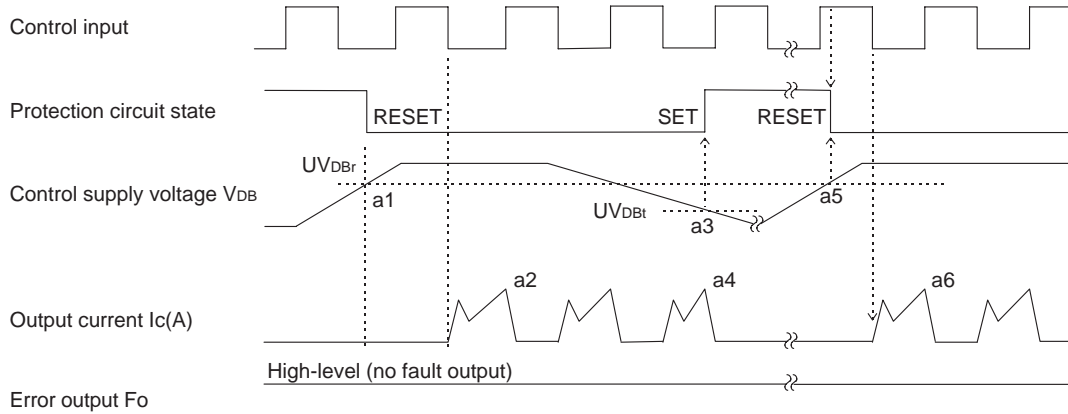 Control input
Protection circuit state
RESET
SET
RESET
UVDBr
Control supply voltage VDB
a1
UVDBt
a3
a5
a2
a4
a6
Output current Ic(A)
High-level (no fault output)
Error output Fo